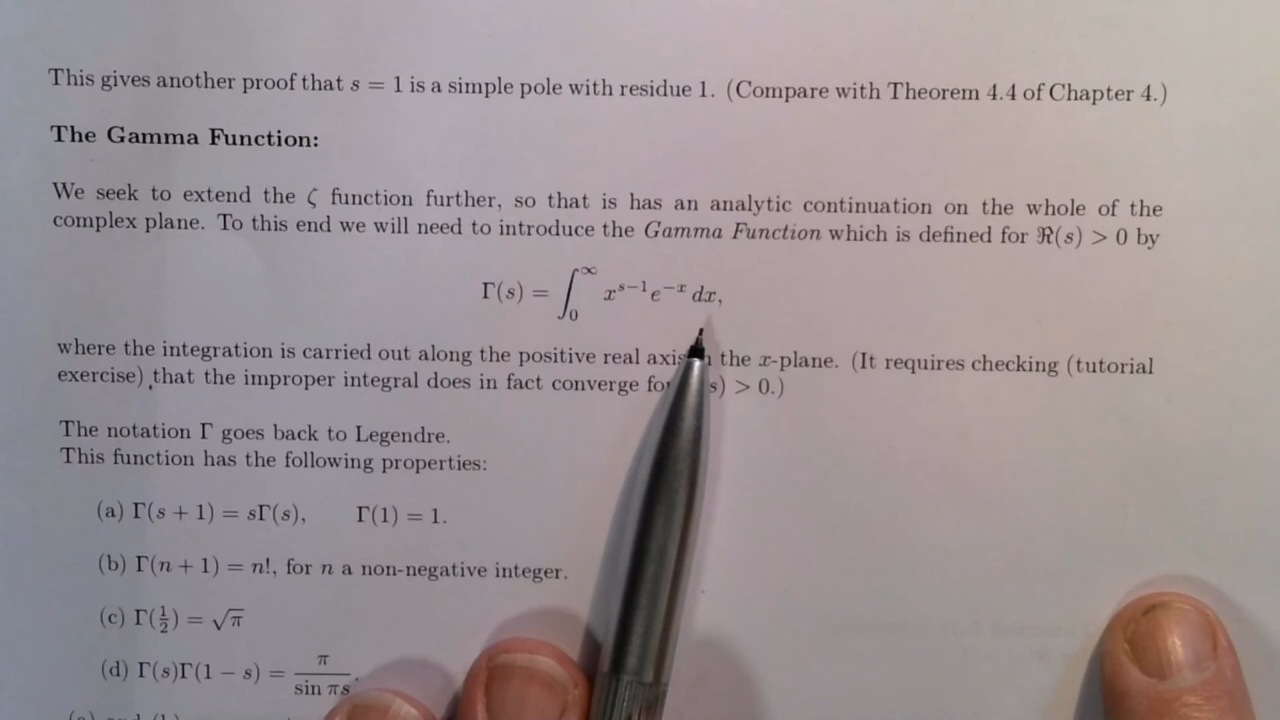 This gives another proof that s = 1 is a simple pole with residue 1. (Compare with Theorem 4.4 of Chapter 4.)
The Gamma Function:
We seek to extend the ζ function further, so that is has an analytic continuation on the whole of the
complex plane. To this end we will need to introduce the Gamma Function which is defined for ℜ(s) > 0 by
Γ(s) = ∫₀^∞ x^{s−1} e^{−x} dx,
where the integration is carried out along the positive real axis the x-plane. (It requires checking (tutorial
exercise) that the improper integral does in fact converge s) > 0.)
The notation Γ goes back to Legendre.
This function has the following properties:
(a) Γ(s + 1) = sΓ(s), Γ(1) = 1.
(b) Γ(n + 1) = n!, for n a non-negative integer.
(c) Γ(1/2) = √π
(d) Γ(s)Γ(1 − s) = π / sin πs.